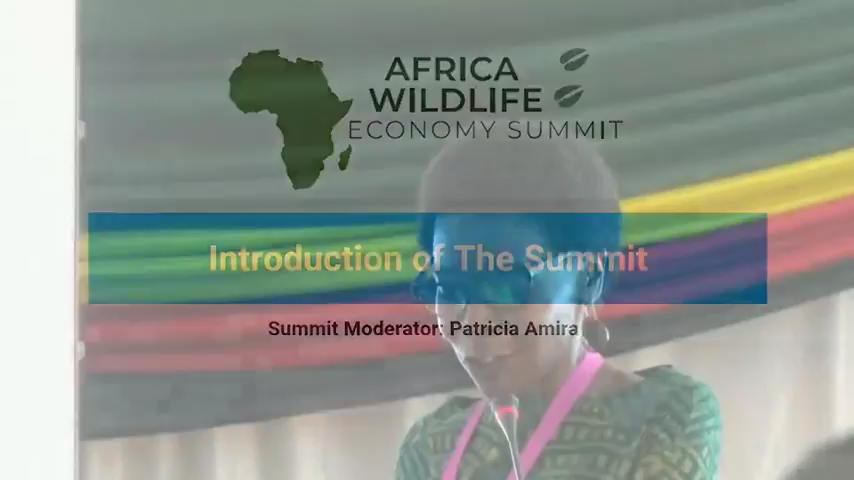 AFRICA
WILDLIFE
ECONOMY SUMMIT
Introduction of The Summit
Summit Moderator: Patricia Amira